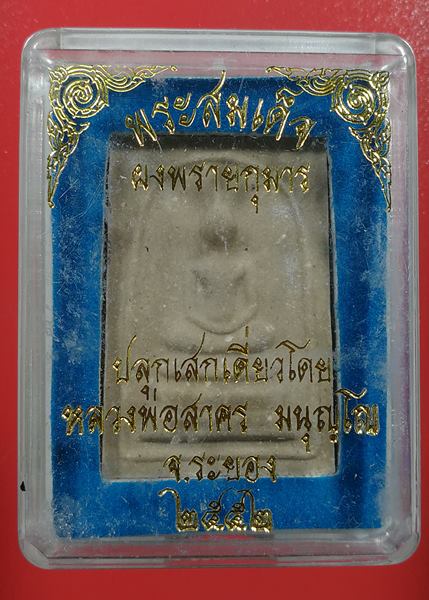 พระสมเด็จ
ผงพรายกุมาร
ปลุกเสกเดี่ยวโดย
หลวงพ่อสาคร มนุญฺโญ
จ.ระยอง
๒๕๕๒